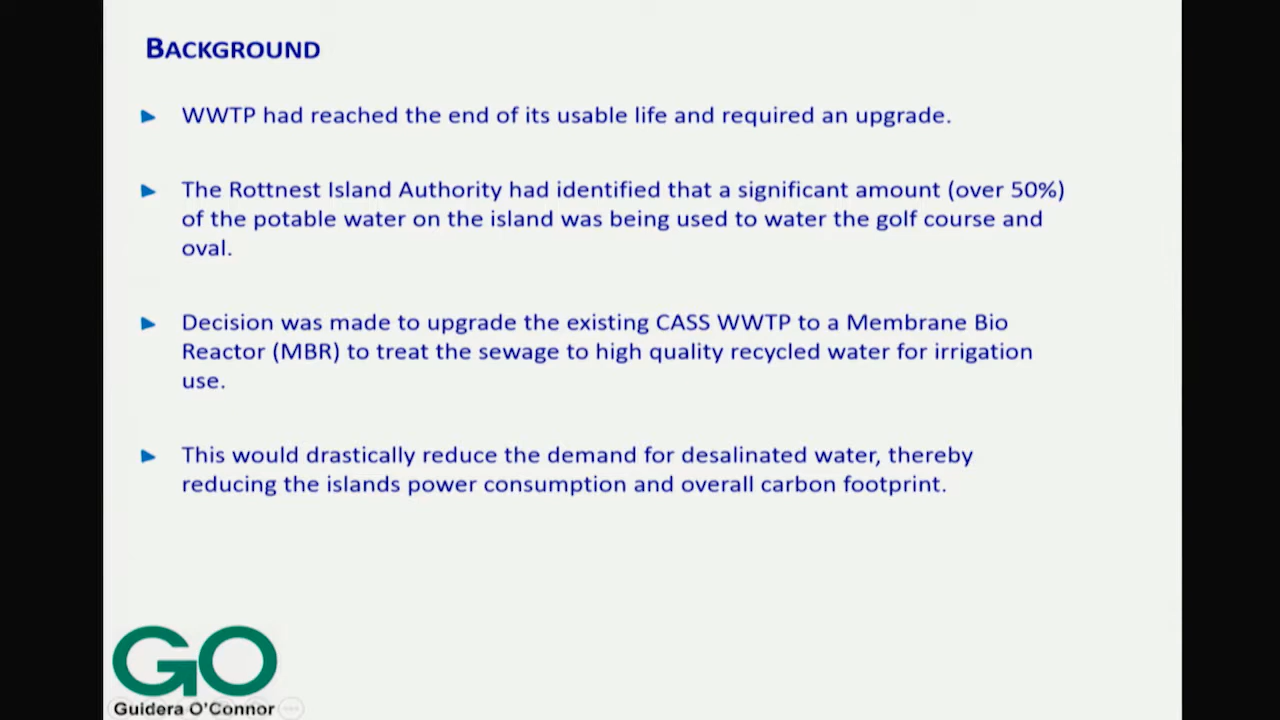 BACKGROUND
WWTP had reached the end of its usable life and required an upgrade.
The Rottnest Island Authority had identified that a significant amount (over 50%)
of the potable water on the island was being used to water the golf course and
oval.
Decision was made to upgrade the existing CASS WWTP to a Membrane Bio
Reactor (MBR) to treat the sewage to high quality recycled water for irrigation
use.
This would drastically reduce the demand for desalinated water, thereby
reducing the islands power consumption and overall carbon footprint.
GO
Guidera O'Connor